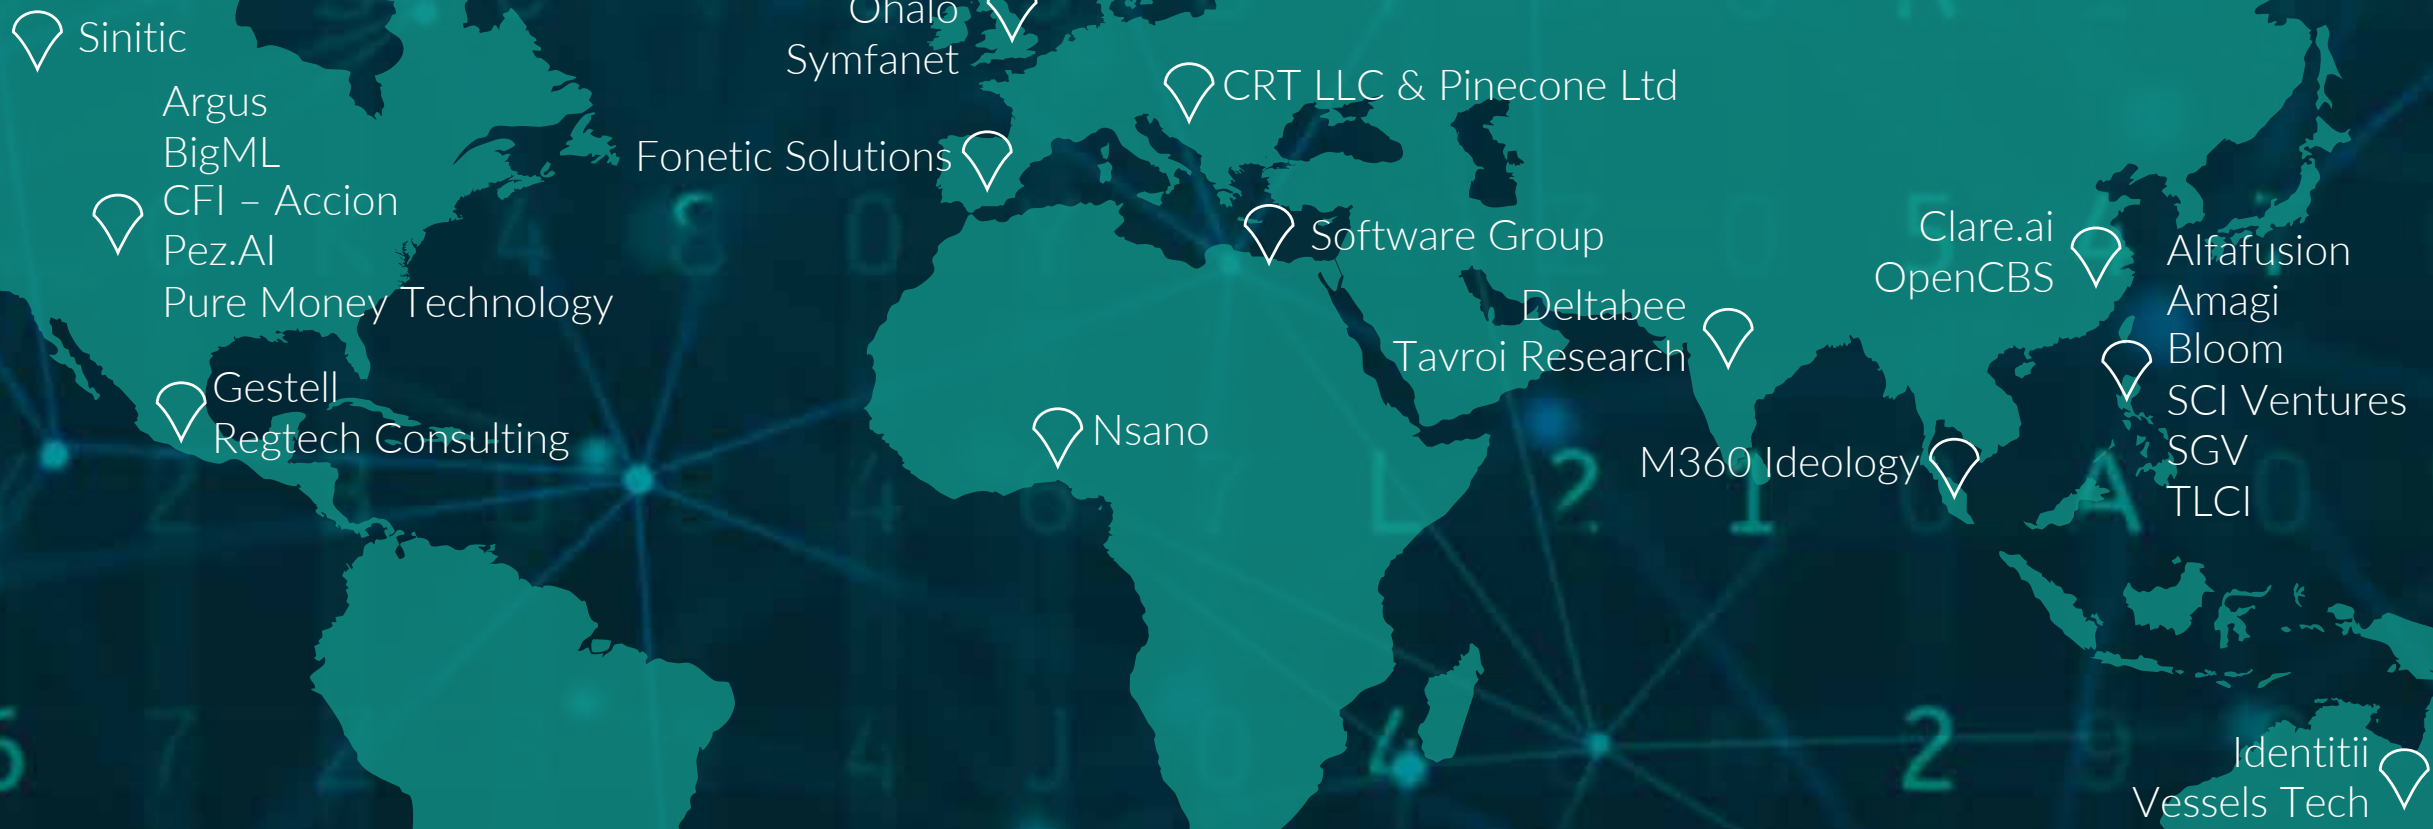 Sinitic
Argus
BigML
CFI – Accion
Pez.AI
Pure Money Technology
Gestell
Regtech Consulting
Ohalo
Symfanet
Fonetic Solutions
CRT LLC & Pinecone Ltd
Software Group
Nsano
Deltabee
Tavroi Research
M360 Ideology
Clare.ai
OpenCBS
Alfafusion
Amagi
Bloom
SCI Ventures
SGV
TLCI
Identitii
Vessels Tech